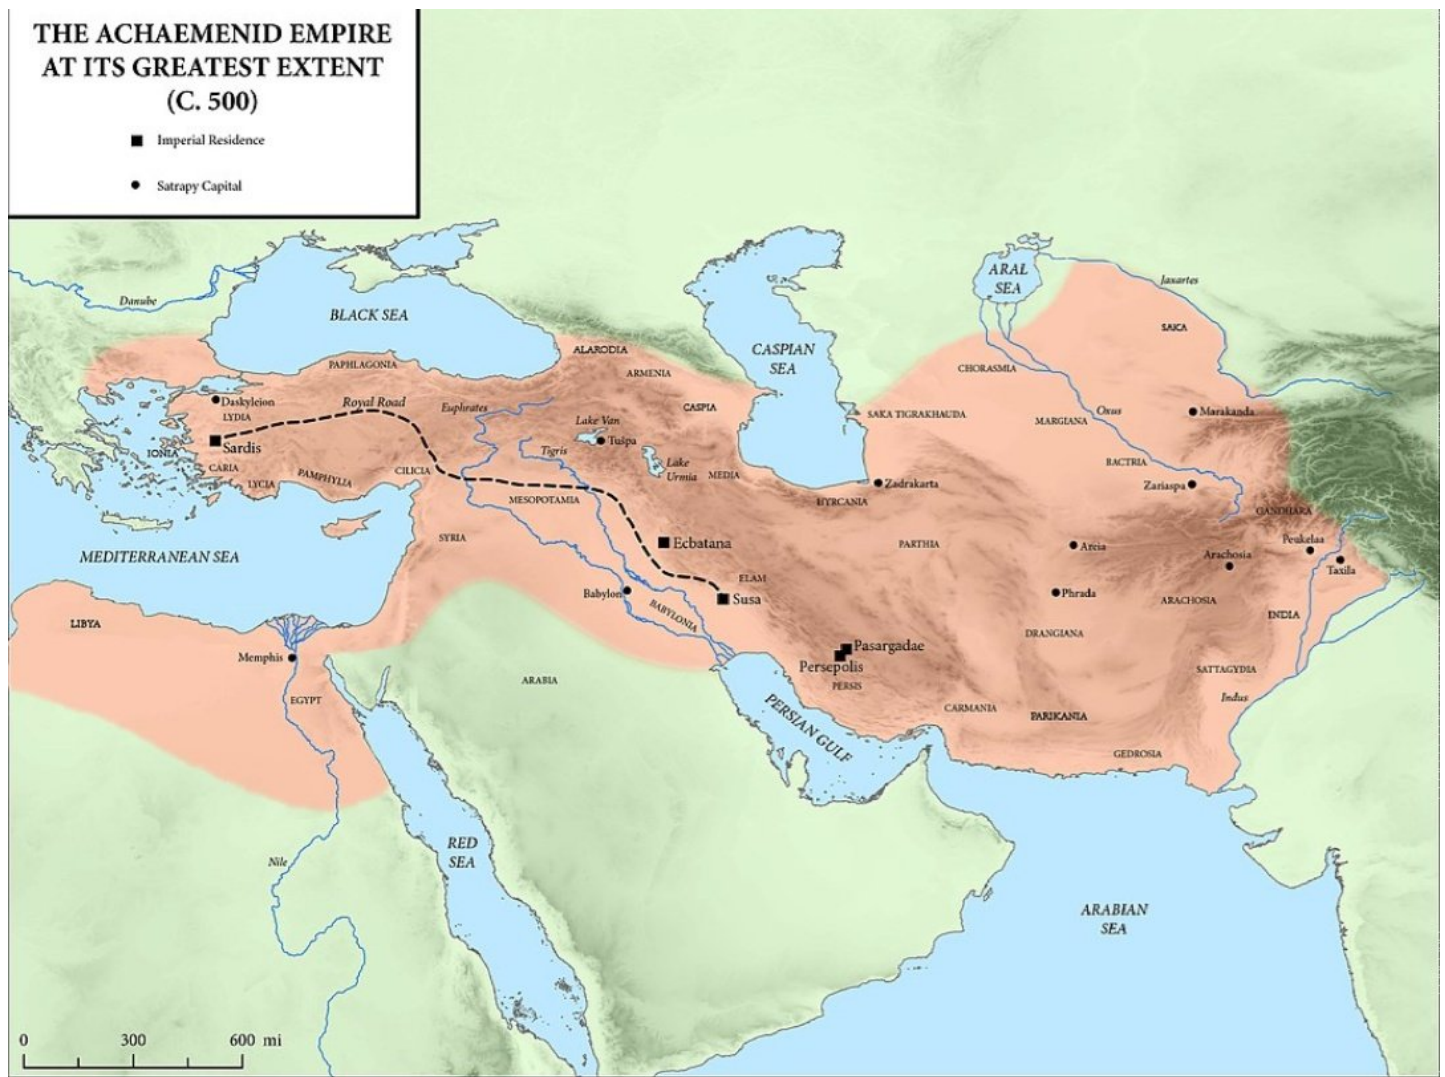 THE ACHAEMENID EMPIRE
AT ITS GREATEST EXTENT
(C. 500)
Imperial Residence
Satrapy Capital
Danube
BLACK SEA
CASPIAN
SEA
ARAL
SEA
Jaxartes
SAKA
PAPHLAGONIA
ALARODIA
ARMENIA
CHORASMIA
Daskyleion
LYDIA
Royal Road
Euphrates
CASPIA
SAKA TIGRAKHAUDA
MARGIANA
Oxus
Marakanda
Sardis
IONIA
CARIA
LYCIA
PAMPHYLIA
CILICIA
Lake Van
Tušpa
Tigris
Lake
Urmia
MEDIA
BACTRIA
Zadrakarta
Zariaspa
HYRCANIA
MESOPOTAMIA
GANDHARA
MEDITERRANEAN SEA
SYRIA
Ecbatana
PARTHIA
Areia
Peukelaa
Arachosia
Taxila
ELAM
Susa
Babylon
BABYLONIA
Phrada
ARACHOSIA
INDIA
LIBYA
DRANGIANA
Memphis
Pasargadae
Persepolis
PERSIS
SATTAGYDIA
Indus
EGYPT
ARABIA
PERSIAN GULF
CARMANIA
PARIKANIA
GEDROSIA
RED
SEA
Nile
ARABIAN
SEA
0 300 600 mi